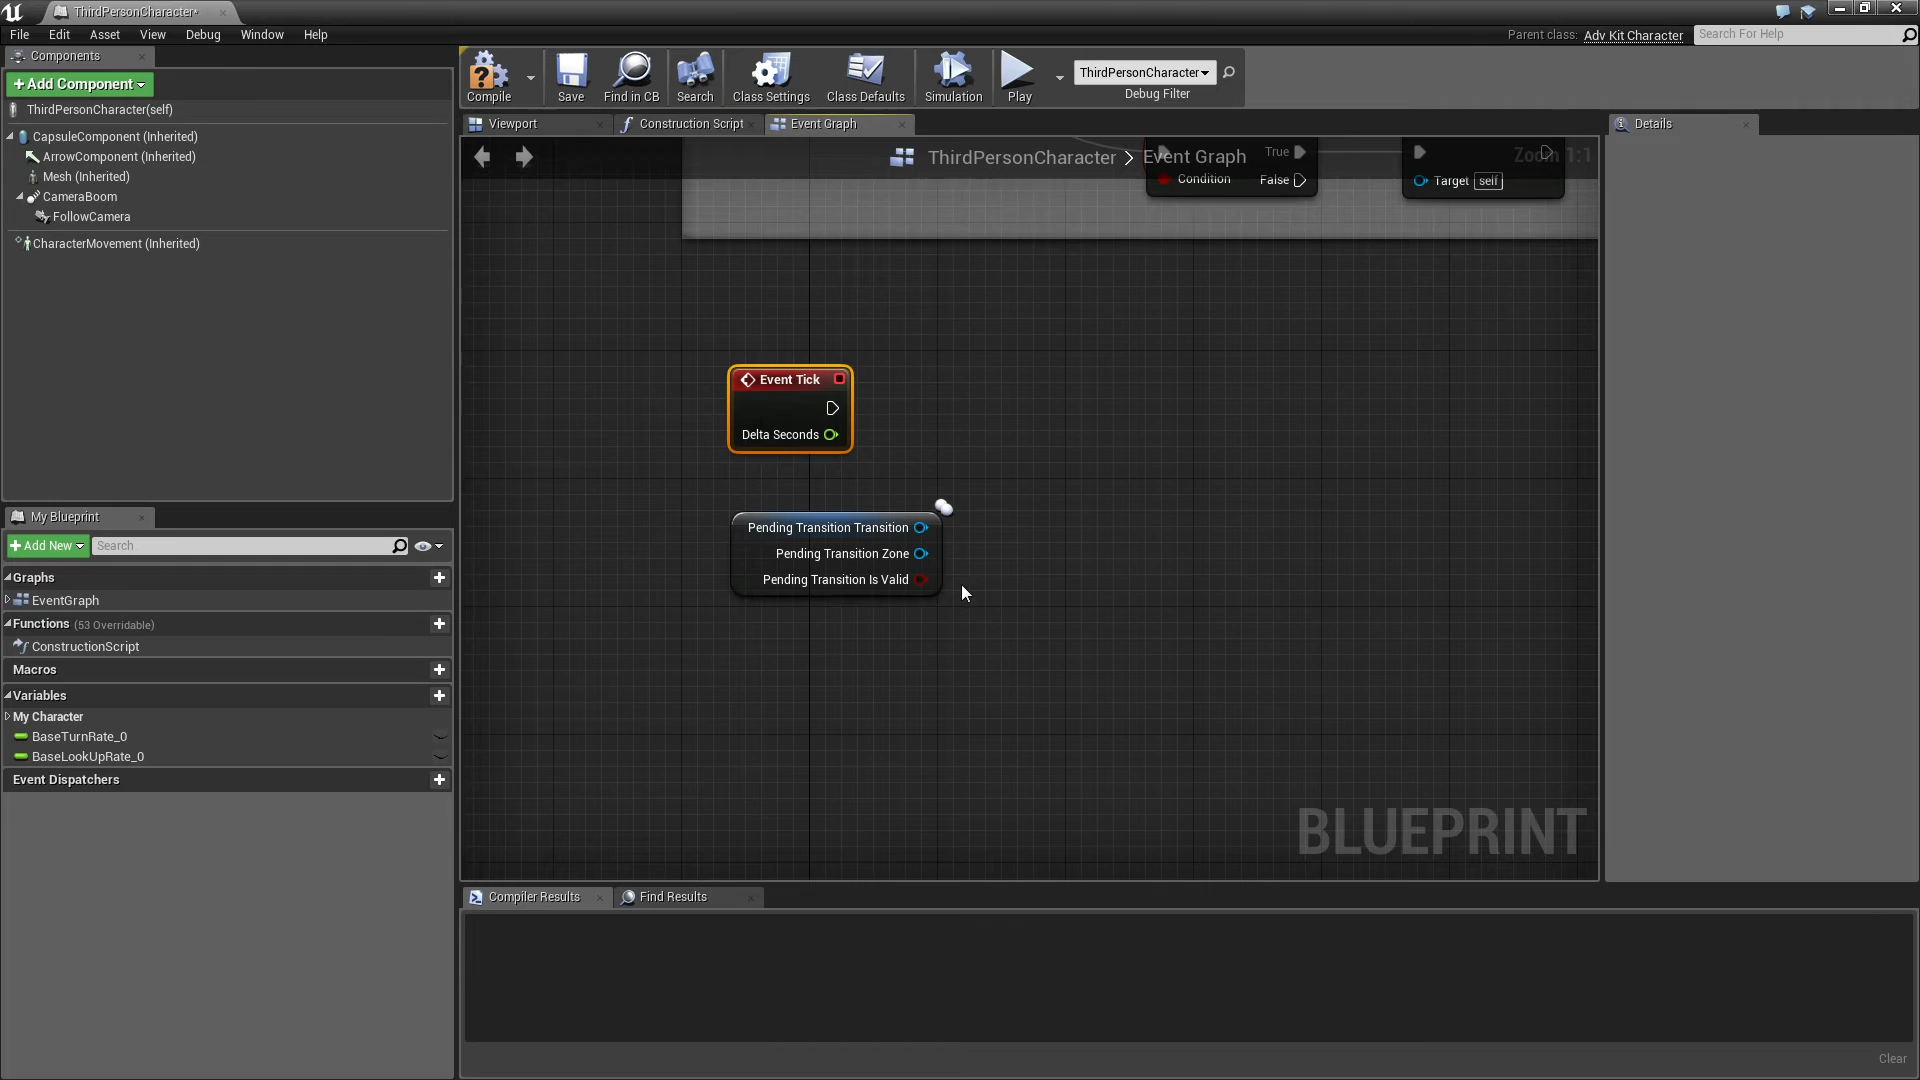 ThirdPersonCharacter*
File Edit Asset View Debug Window Help
Parent class: Adv Kit Character
Search For Help
Components
+Add Component
ThirdPersonCharacter(self)
CapsuleComponent (Inherited)
ArrowComponent (Inherited)
Mesh (Inherited)
CameraBoom
FollowCamera
CharacterMovement (Inherited)
Compile
Save
Find in CB
Search
Class Settings
Class Defaults
Simulation
Play
ThirdPersonCharacter
Debug Filter
Viewport
Construction Script
Event Graph
Details
ThirdPersonCharacter > Event Graph
Zoom 1:1
True
Condition
False
Target self
Event Tick
Delta Seconds
Pending Transition Transition
Pending Transition Zone
Pending Transition Is Valid
BLUEPRINT
My Blueprint
+Add New
Search
Graphs
EventGraph
Functions (53 Overridable)
ConstructionScript
Macros
Variables
My Character
BaseTurnRate_0
BaseLookUpRate_0
Event Dispatchers
Compiler Results
Find Results
Clear